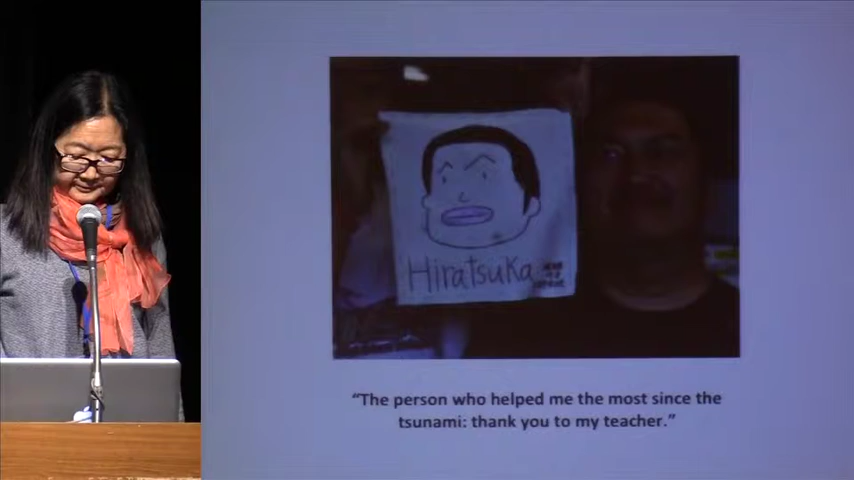 HiraTsuKa
"The person who helped me the most since the
tsunami: thank you to my teacher."